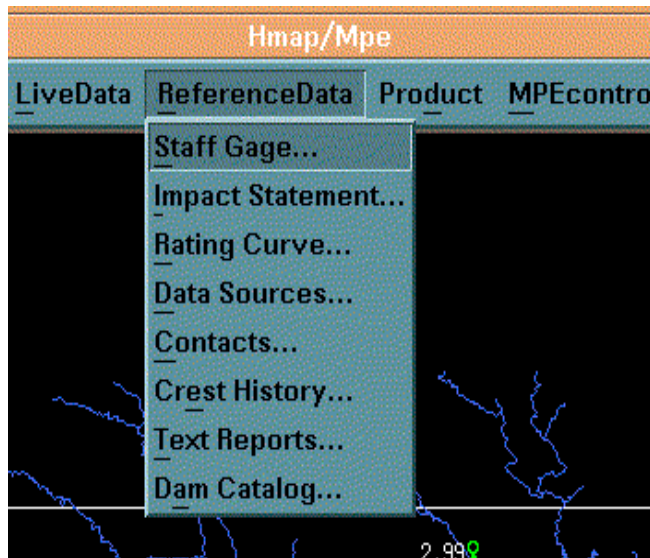 Hmap/Mpe
LiveData ReferenceData Product MPEcontro
Staff Gage...
Impact Statement...
Rating Curve...
Data Sources...
Contacts...
Crest History...
Text Reports...
Dam Catalog...
2.99